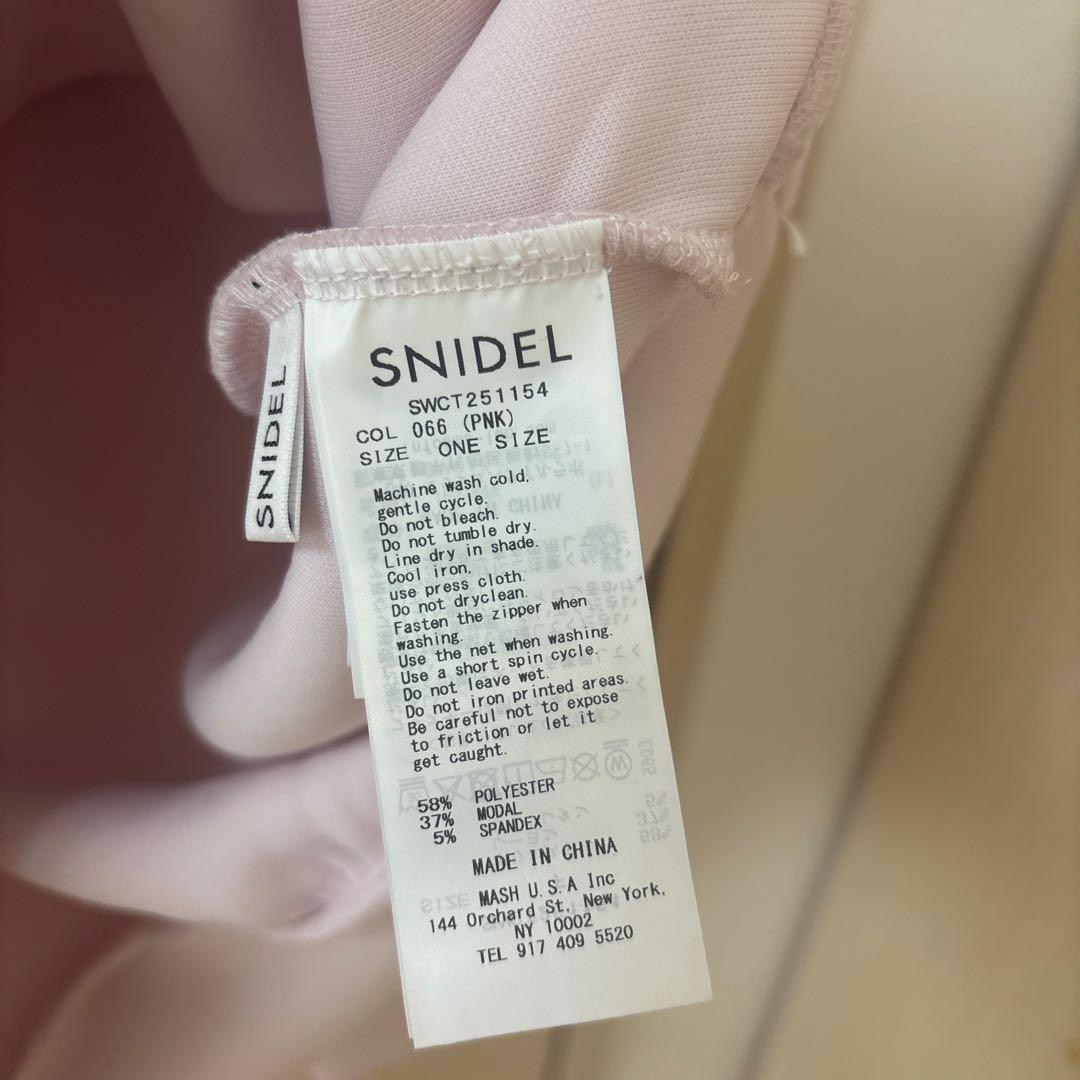 SNIDEL
SWCT251154
COL 066 (PNK)
SIZE ONE SIZE
Machine wash cold,
gentle cycle.
Do not bleach.
Do not tumble dry.
Line dry in shade.
Cool iron,
use press cloth.
Do not dryclean.
Fasten the zipper when
washing.
Use the net when washing.
Use a short spin cycle.
Do not leave wet.
Do not iron printed areas.
Be careful not to expose
to friction or let it
get caught.
58% POLYESTER
37% MODAL
5% SPANDEX
MADE IN CHINA
MASH U.S.A Inc
144 Orchard St, New York,
NY 10002
TEL 917 409 5520
SNIDEL